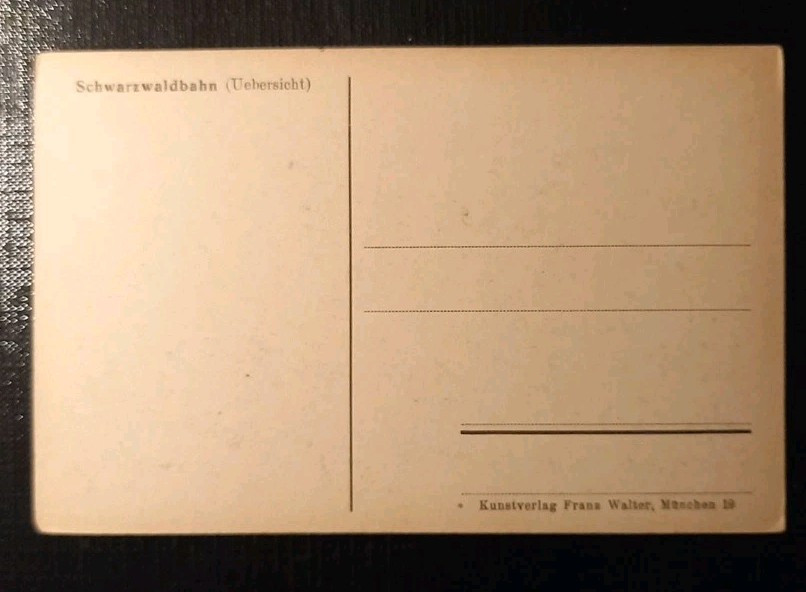 Schwarzwaldbahn (Uebersicht)
Kunstverlag Franz Walter, München 19